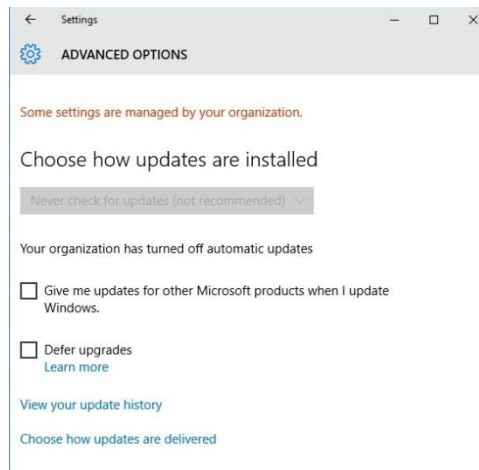 Settings
ADVANCED OPTIONS
Some settings are managed by your organization.
Choose how updates are installed
Never check for updates (not recommended)
Your organization has turned off automatic updates
Give me updates for other Microsoft products when I update
Windows.
Defer upgrades
Learn more
View your update history
Choose how updates are delivered